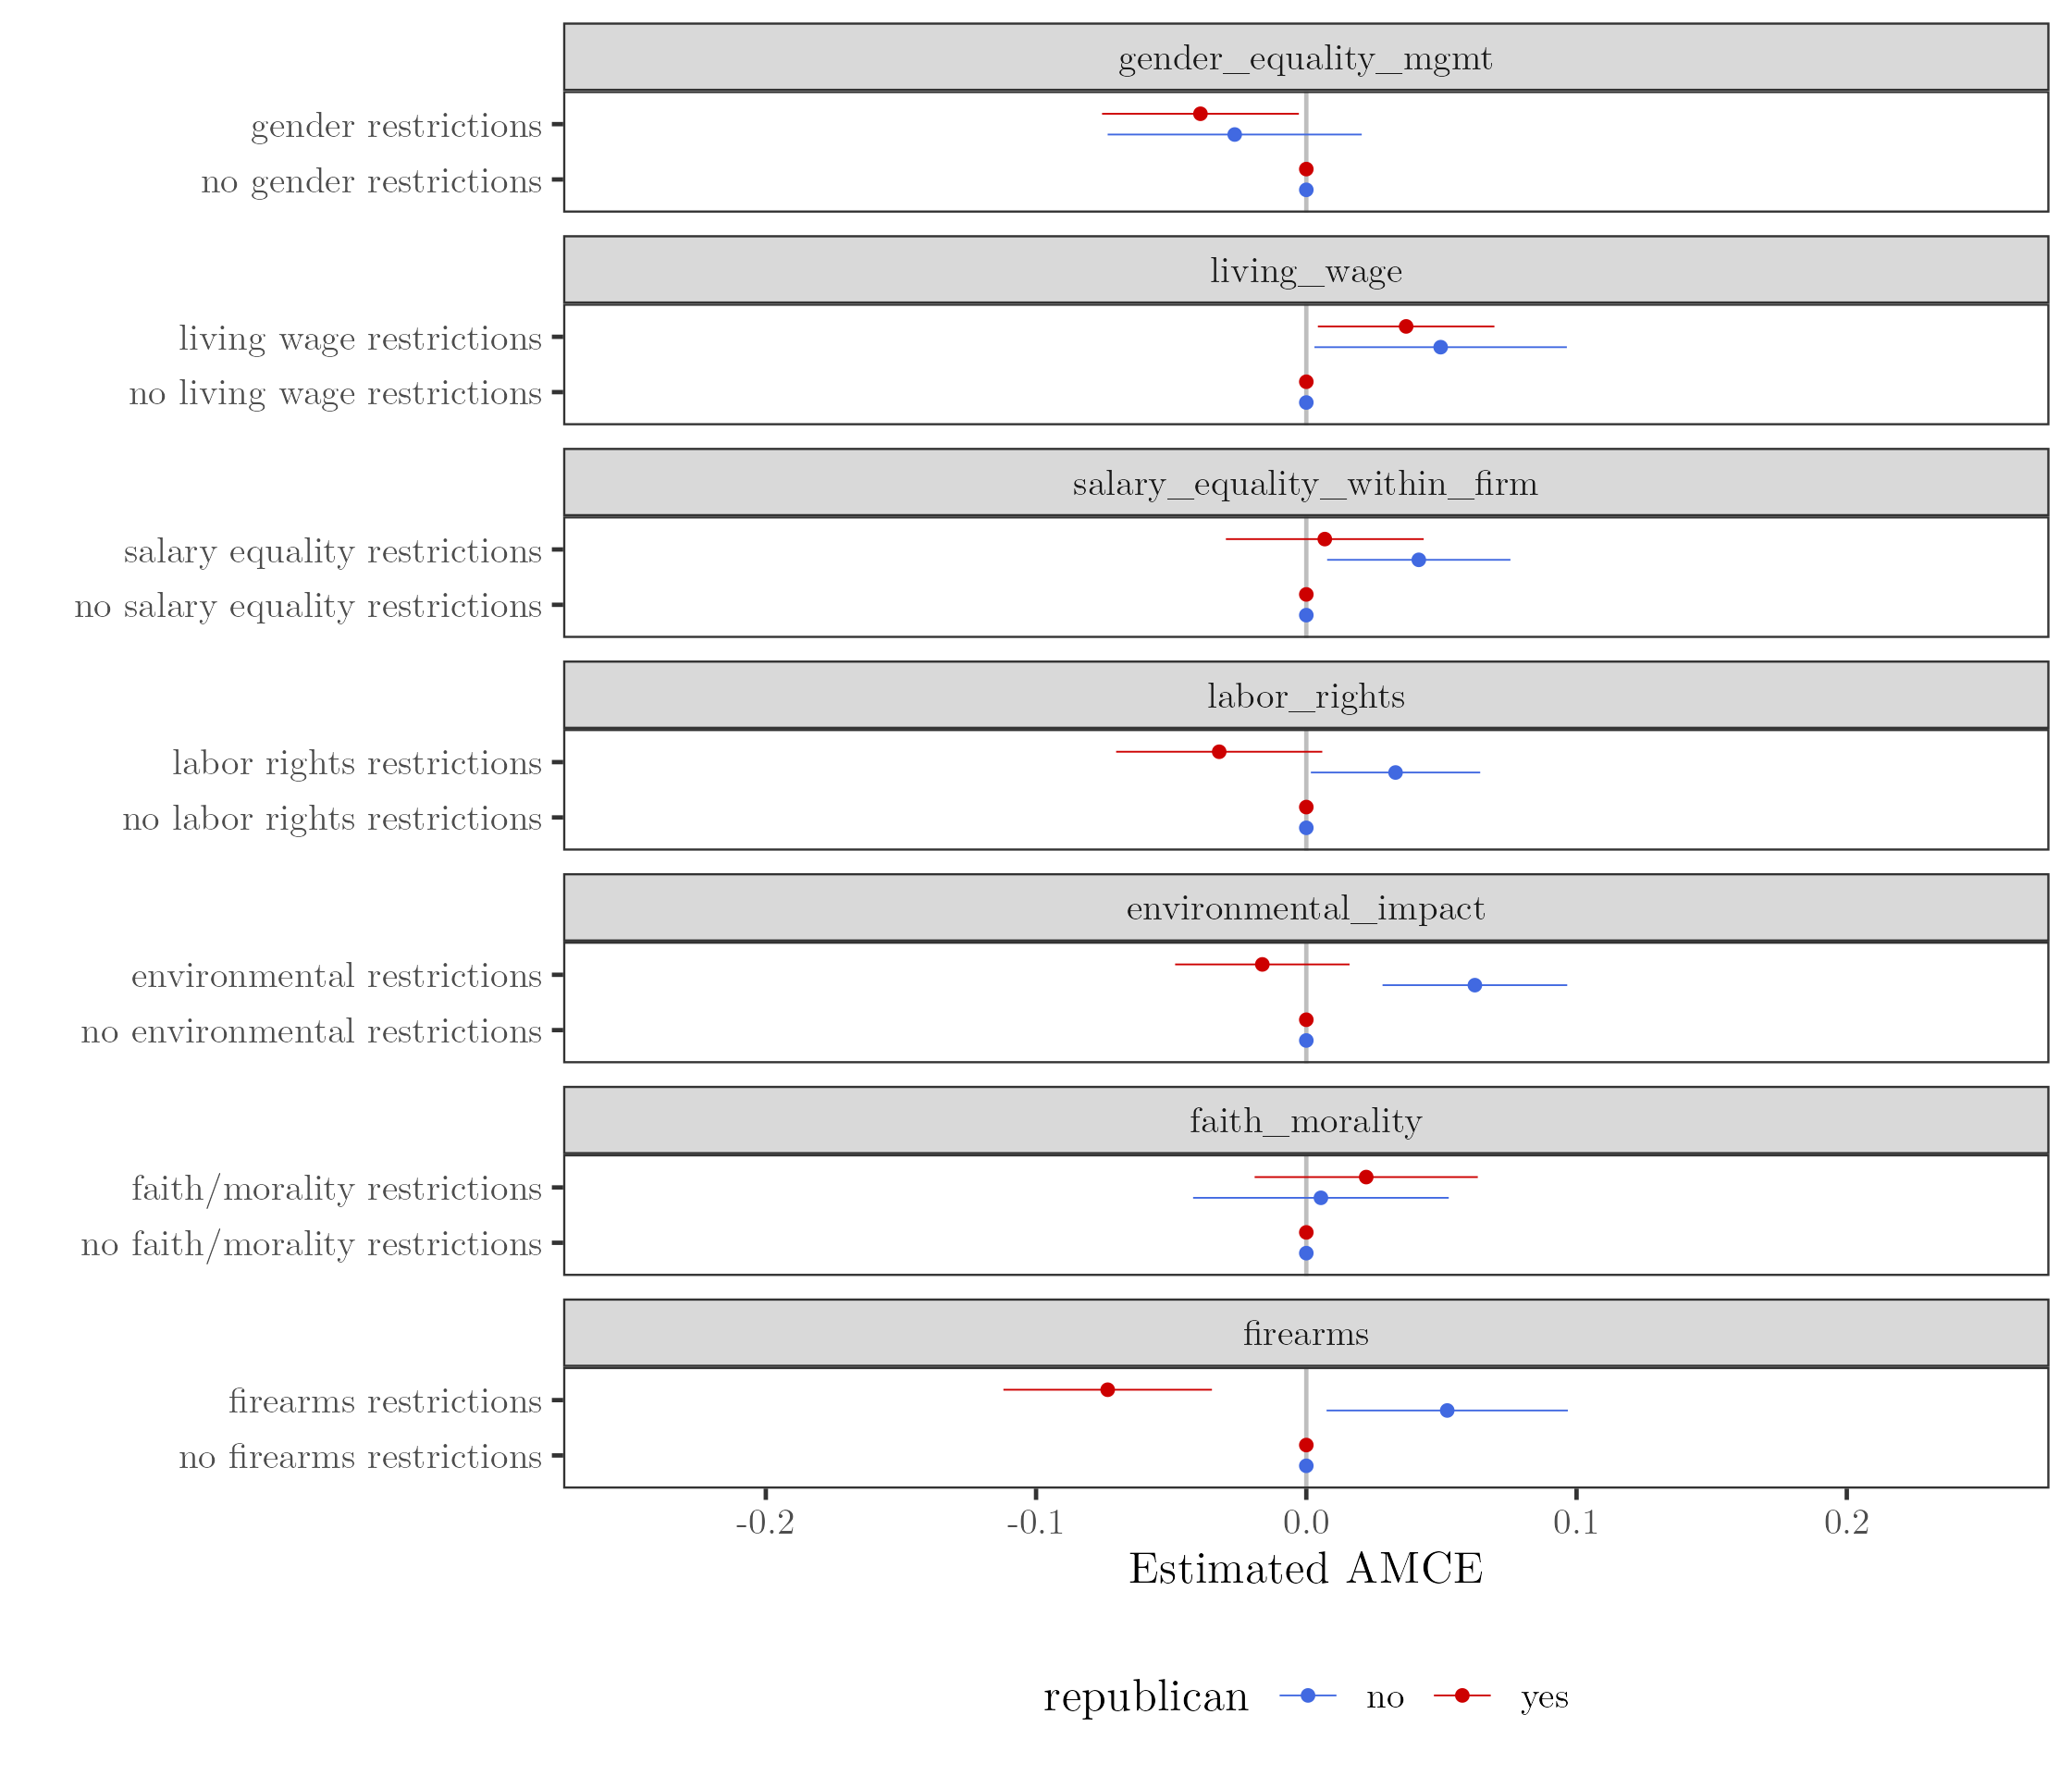 gender_equality_mgmt
gender restrictions
no gender restrictions
living_wage
living wage restrictions
no living wage restrictions
salary_equality_within_firm
salary equality restrictions
no salary equality restrictions
labor_rights
labor rights restrictions
no labor rights restrictions
environmental_impact
environmental restrictions
no environmental restrictions
faith_morality
faith/morality restrictions
no faith/morality restrictions
firearms
firearms restrictions
no firearms restrictions
-0.2 -0.1 0.0 0.1 0.2
Estimated AMCE
republican no yes